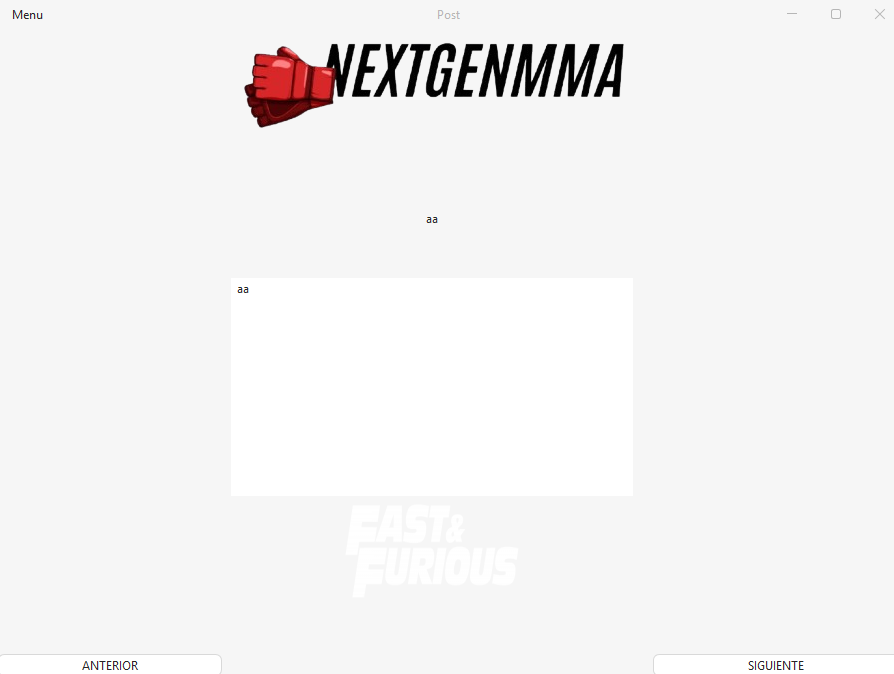 Menu
Post
NEXTGENMMA
aa
aa
FAST &
FURIOUS
ANTERIOR
SIGUIENTE